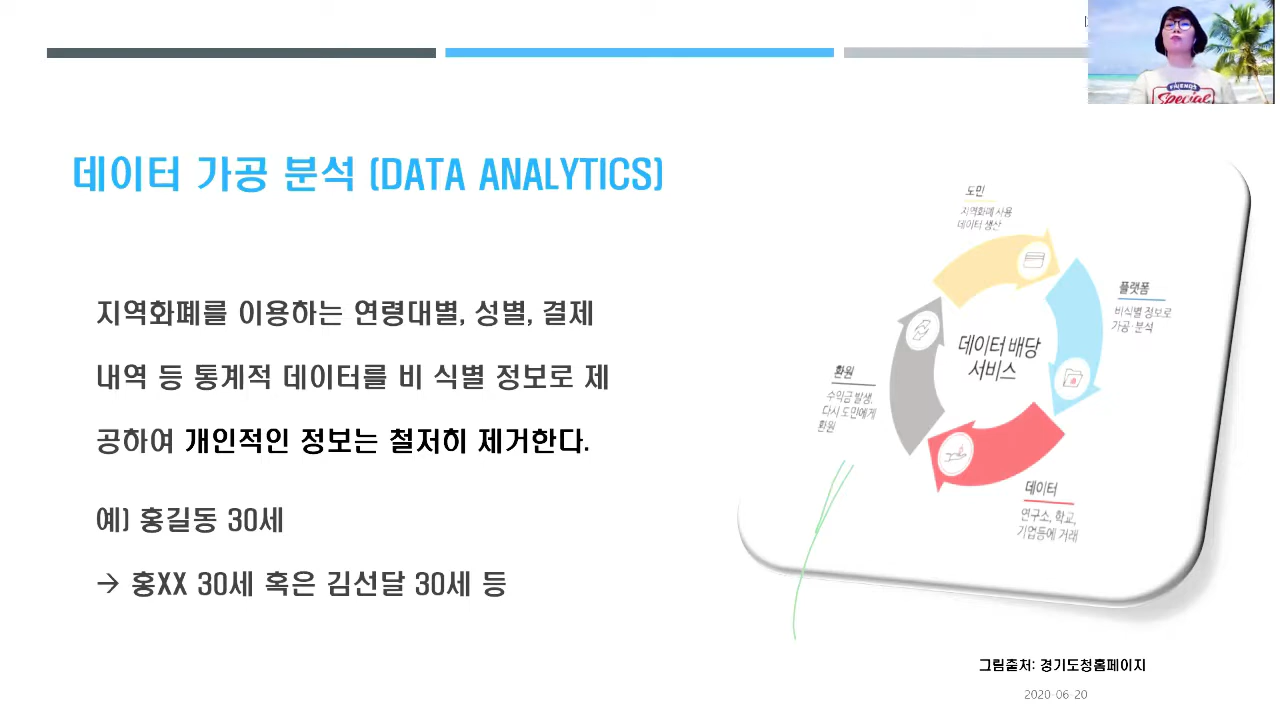 데이터 가공 분석 (DATA ANALYTICS)
지역화폐를 이용하는 연령대별, 성별, 결제
내역 등 통계적 데이터를 비 식별 정보로 제
공하여 개인적인 정보는 철저히 제거한다.
예) 홍길동 30세
→ 홍XX 30세 혹은 김선달 30세 등
도민
지역화폐 사용
데이터 생산
플랫폼
비식별 정보로
가공·분석
데이터 배당
서비스
환원
수익금 발생,
다시 도민에게
환원
데이터
연구소, 학교,
기업등에 거래
그림출처: 경기도청홈페이지
2020-06-20
FRIENDS
Special